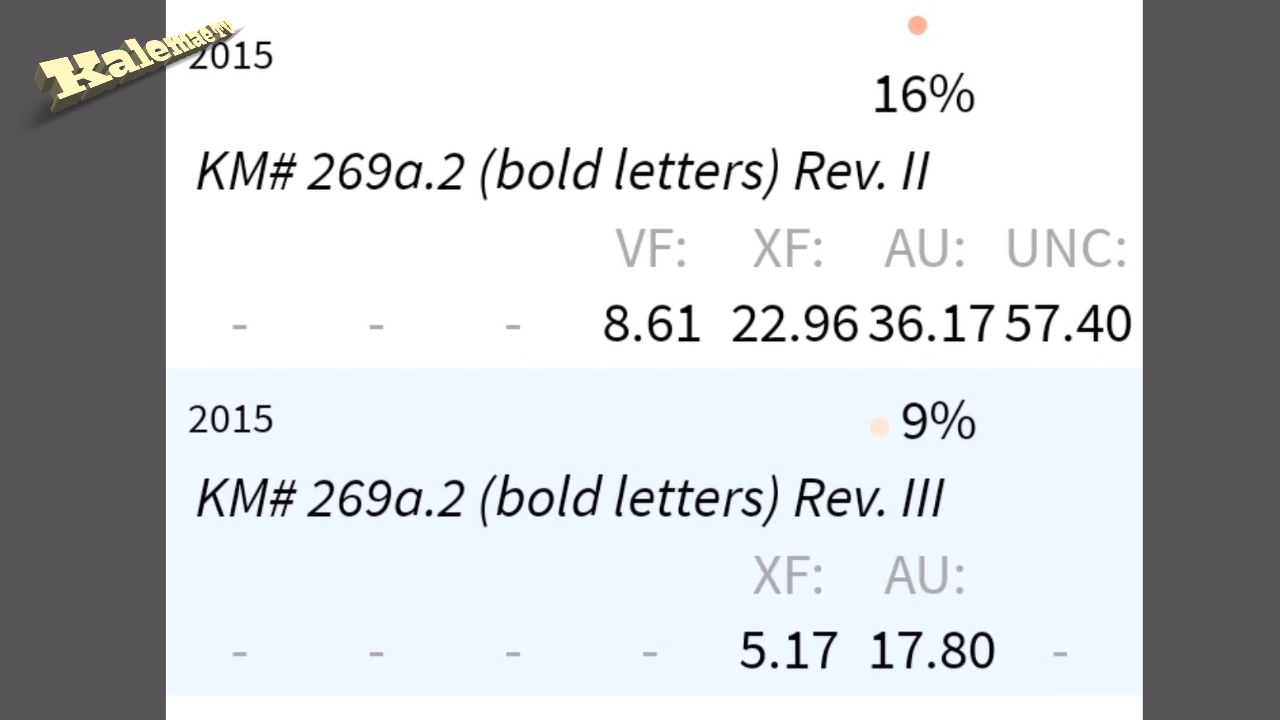 KalemaeTV
2015
16%
KM# 269a.2 (bold letters) Rev. II
VF: XF: AU: UNC:
- - - 8.61 22.96 36.17 57.40
2015 9%
KM# 269a.2 (bold letters) Rev. III
XF: AU:
- - - - 5.17 17.80 -